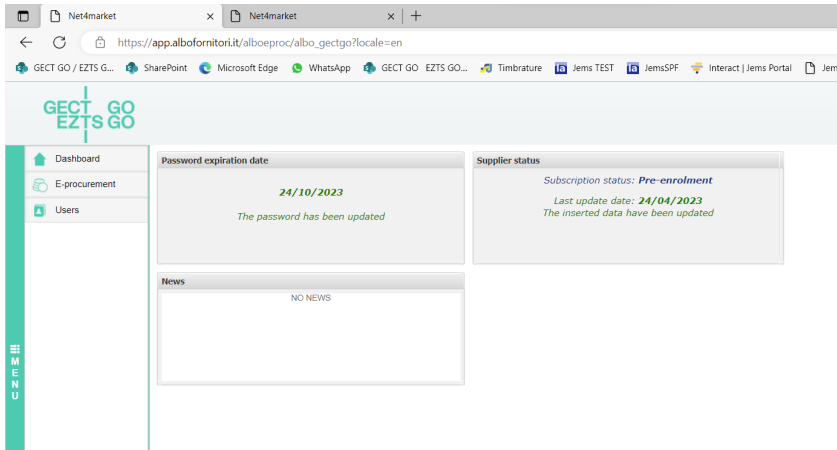 Net4market
Net4market
https://app.albofornitori.it/alboeproc/albo_gectgo?locale=en
GECT GO / EZTS G...
SharePoint
Microsoft Edge
WhatsApp
GECT GO EZTS GO...
Timbrature
Jems TEST
JemsSPF
Interact | Jems Portal
Jem
GECT GO
EZTS GO
Dashboard
E-procurement
Users
MENU
Password expiration date
24/10/2023
The password has been updated
Supplier status
Subscription status: Pre-enrolment
Last update date: 24/04/2023
The inserted data have been updated
News
NO NEWS